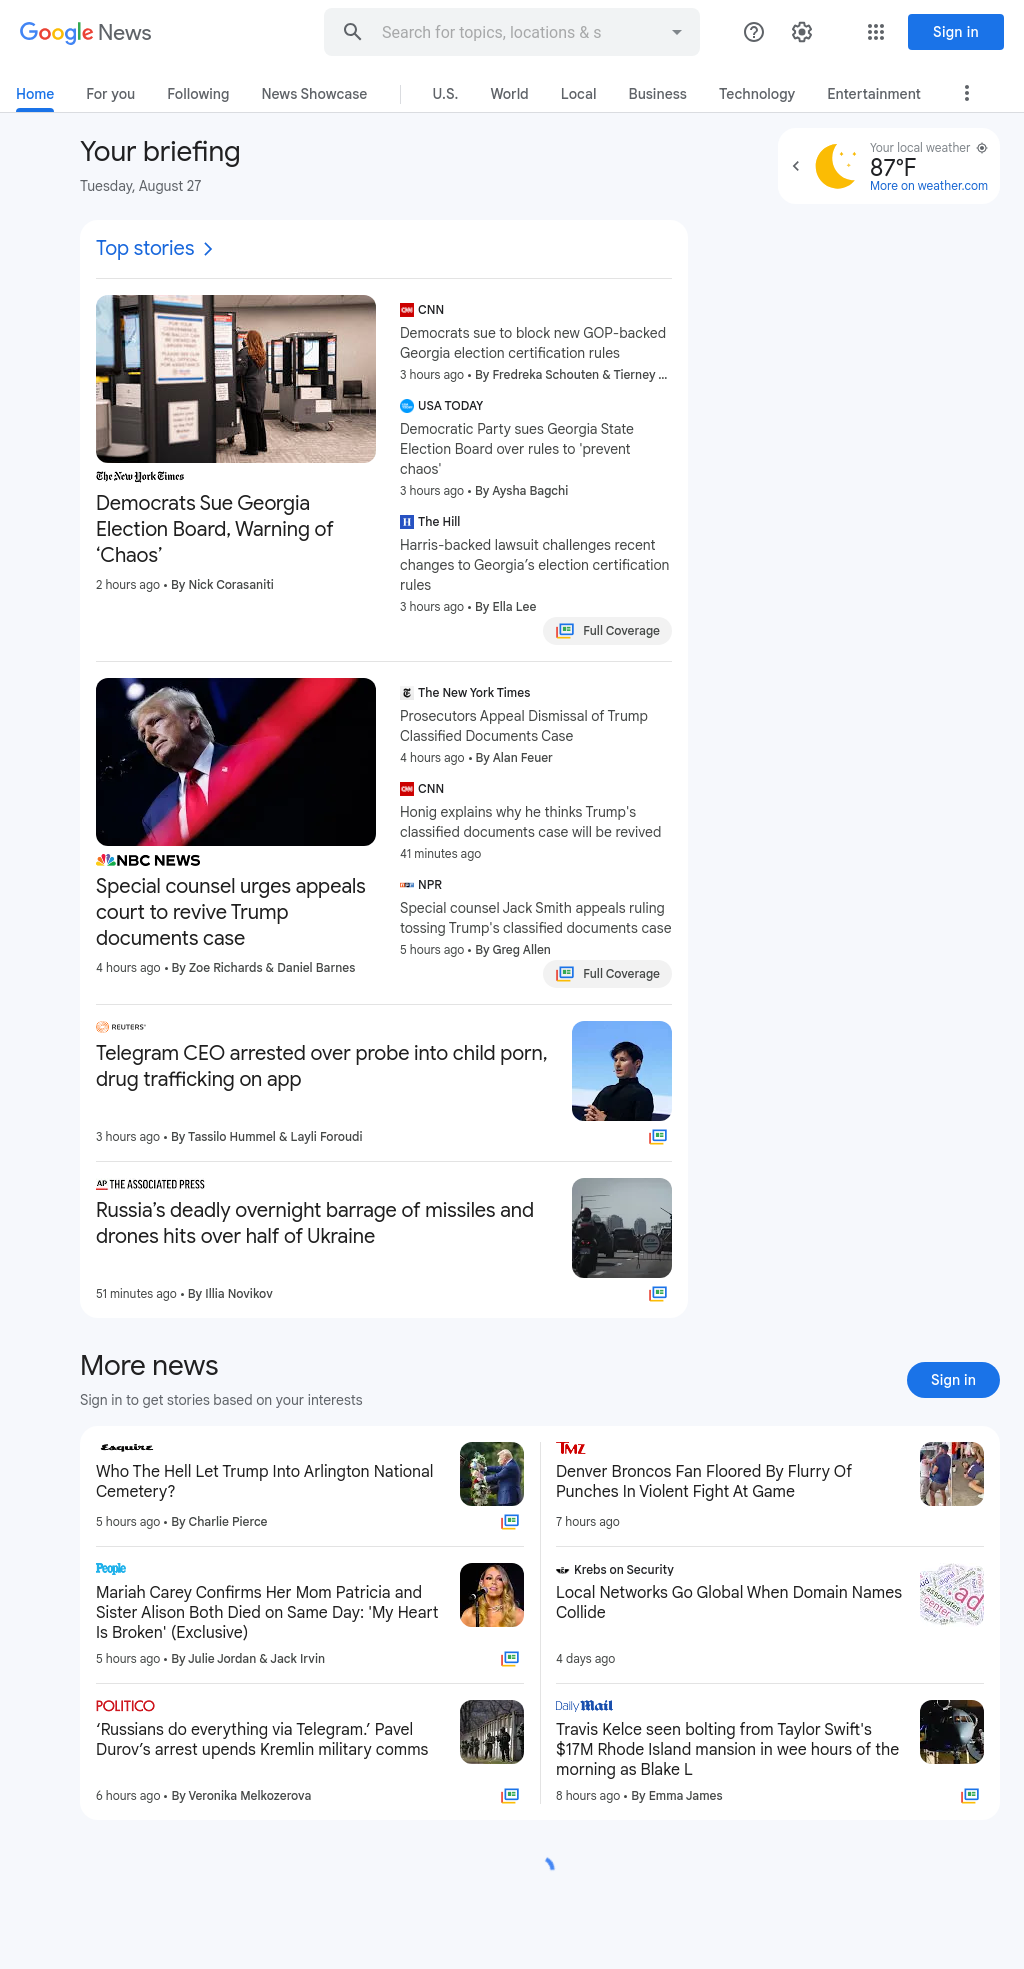 Google News
Search for topics, locations & s
Sign in
Home
For you
Following
News Showcase
U.S.
World
Local
Business
Technology
Entertainment
Your briefing
Tuesday, August 27
Your local weather
87°F
More on weather.com
Top stories
FOR YOUR
CONVENIENCE
The New York Times
Democrats Sue Georgia
Election Board, Warning of
‘Chaos’
2 hours ago • By Nick Corasaniti
CNN
Democrats sue to block new GOP-backed
Georgia election certification rules
3 hours ago • By Fredreka Schouten & Tierney ...
USA TODAY
Democratic Party sues Georgia State
Election Board over rules to 'prevent
chaos'
3 hours ago • By Aysha Bagchi
H The Hill
Harris-backed lawsuit challenges recent
changes to Georgia’s election certification
rules
3 hours ago • By Ella Lee
Full Coverage
NBC NEWS
Special counsel urges appeals
court to revive Trump
documents case
4 hours ago • By Zoe Richards & Daniel Barnes
The New York Times
Prosecutors Appeal Dismissal of Trump
Classified Documents Case
4 hours ago • By Alan Feuer
CNN
Honig explains why he thinks Trump's
classified documents case will be revived
41 minutes ago
NPR
Special counsel Jack Smith appeals ruling
tossing Trump's classified documents case
5 hours ago • By Greg Allen
Full Coverage
REUTERS
Telegram CEO arrested over probe into child porn,
drug trafficking on app
3 hours ago • By Tassilo Hummel & Layli Foroudi
AP THE ASSOCIATED PRESS
Russia’s deadly overnight barrage of missiles and
drones hits over half of Ukraine
51 minutes ago • By Illia Novikov
More news
Sign in to get stories based on your interests
Sign in
Esquire
Who The Hell Let Trump Into Arlington National
Cemetery?
5 hours ago • By Charlie Pierce
People
Mariah Carey Confirms Her Mom Patricia and
Sister Alison Both Died on Same Day: 'My Heart
Is Broken' (Exclusive)
5 hours ago • By Julie Jordan & Jack Irvin
POLITICO
‘Russians do everything via Telegram.’ Pavel
Durov’s arrest upends Kremlin military comms
6 hours ago • By Veronika Melkozerova
TMZ
Denver Broncos Fan Floored By Flurry Of
Punches In Violent Fight At Game
7 hours ago
Krebs on Security
Local Networks Go Global When Domain Names
Collide
4 days ago
ad
associates
center
global
digital
Daily Mail
Travis Kelce seen bolting from Taylor Swift's
$17M Rhode Island mansion in wee hours of the
morning as Blake L
8 hours ago • By Emma James